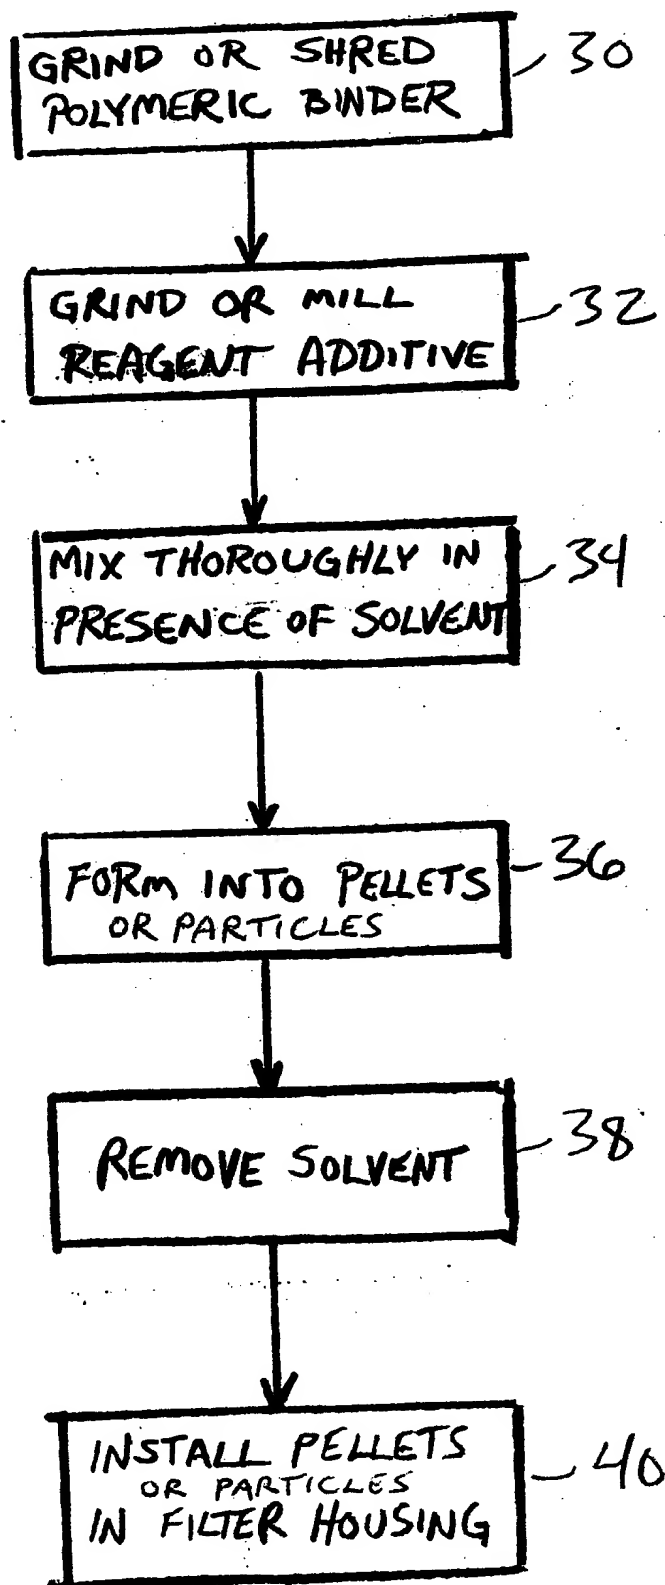 GRIND OR SHRED
30
POLYMERIC BINDER
GRIND OR MILL
32
REAGENT ADDITIVE
MIX THOROUGHLY IN
34
PRESENCE OF SOLVENT
FORM INTO PELLETS
36
OR PARTICLES
REMOVE SOLVENT
38
INSTALL PELLETS
OR PARTICLES
40
IN FILTER HOUSING